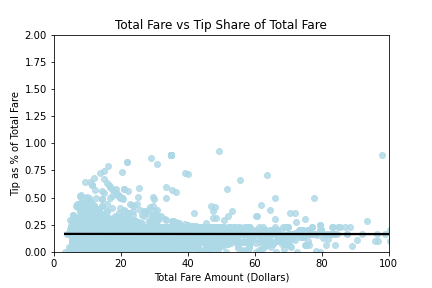 Total Fare vs Tip Share of Total Fare
2.00
1.75
1.50
1.25
1.00
0.75
0.50
0.25
0.00
Tip as % of Total Fare
0 20 40 60 80 100
Total Fare Amount (Dollars)